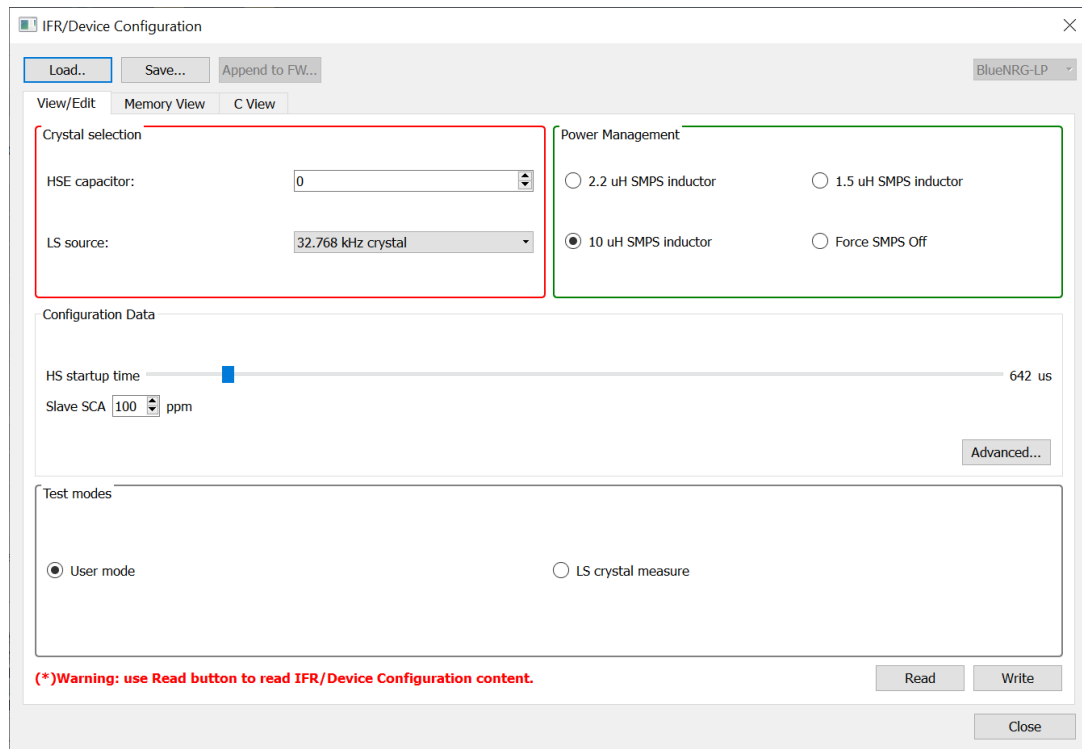 IFR/Device Configuration
Load.. Save... Append to FW... BlueNRG-LP
View/Edit Memory View C View
Crystal selection
HSE capacitor: 0
LS source: 32.768 kHz crystal
Power Management
2.2 uH SMPS inductor 1.5 uH SMPS inductor
10 uH SMPS inductor Force SMPS Off
Configuration Data
HS startup time 642 us
Slave SCA 100 ppm
Advanced...
Test modes
User mode LS crystal measure
(*)Warning: use Read button to read IFR/Device Configuration content. Read Write
Close